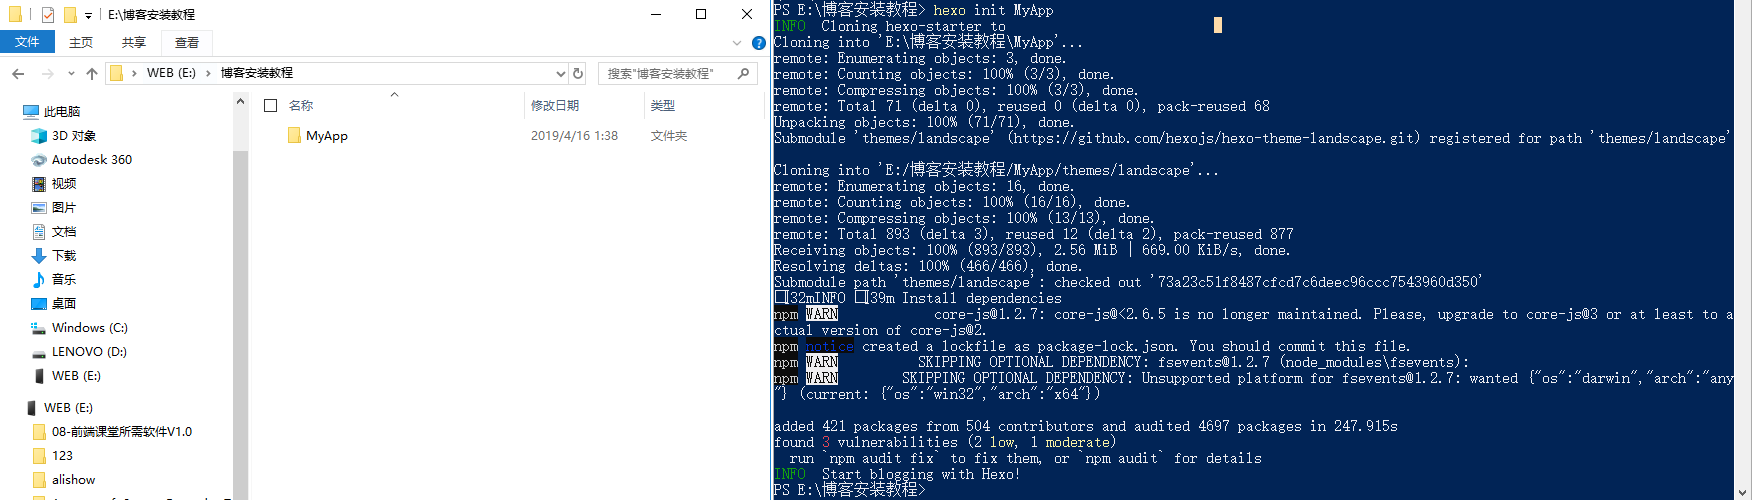 E:\博客安装教程
文件 主页 共享 查看
WEB (E:) 博客安装教程
搜索"博客安装教程"
名称 修改日期 类型
MyApp 2019/4/16 1:38 文件夹
此电脑
3D 对象
Autodesk 360
视频
图片
文档
下载
音乐
桌面
Windows (C:)
LENOVO (D:)
WEB (E:)
WEB (E:)
08-前端课堂所需软件V1.0
123
alishow
PS E:\博客安装教程> hexo init MyApp
INFO  Cloning hexo-starter to
Cloning into 'E:\博客安装教程\MyApp'...
remote: Enumerating objects: 3, done.
remote: Counting objects: 100% (3/3), done.
remote: Compressing objects: 100% (3/3), done.
remote: Total 71 (delta 0), reused 0 (delta 0), pack-reused 68
Unpacking objects: 100% (71/71), done.
Submodule 'themes/landscape' (https://github.com/hexojs/hexo-theme-landscape.git) registered for path 'themes/landscape'
Cloning into 'E:/博客安装教程/MyApp/themes/landscape'...
remote: Enumerating objects: 16, done.
remote: Counting objects: 100% (16/16), done.
remote: Compressing objects: 100% (13/13), done.
remote: Total 893 (delta 3), reused 12 (delta 2), pack-reused 877
Receiving objects: 100% (893/893), 2.56 MiB | 669.00 KiB/s, done.
Resolving deltas: 100% (466/466), done.
Submodule path 'themes/landscape': checked out '73a23c51f8487cfcd7c6deec96ccc7543960d350'
[32mINFO [39m Install dependencies
npm WARN core-js@1.2.7: core-js@<2.6.5 is no longer maintained. Please, upgrade to core-js@3 or at least to a
ctual version of core-js@2.
npm notice created a lockfile as package-lock.json. You should commit this file.
npm WARN SKIPPING OPTIONAL DEPENDENCY: fsevents@1.2.7 (node_modules\fsevents):
npm WARN SKIPPING OPTIONAL DEPENDENCY: Unsupported platform for fsevents@1.2.7: wanted {"os":"darwin","arch":"any
"} (current: {"os":"win32","arch":"x64"})
added 421 packages from 504 contributors and audited 4697 packages in 247.915s
found 3 vulnerabilities (2 low, 1 moderate)
run `npm audit fix` to fix them, or `npm audit` for details
INFO  Start blogging with Hexo!
PS E:\博客安装教程>